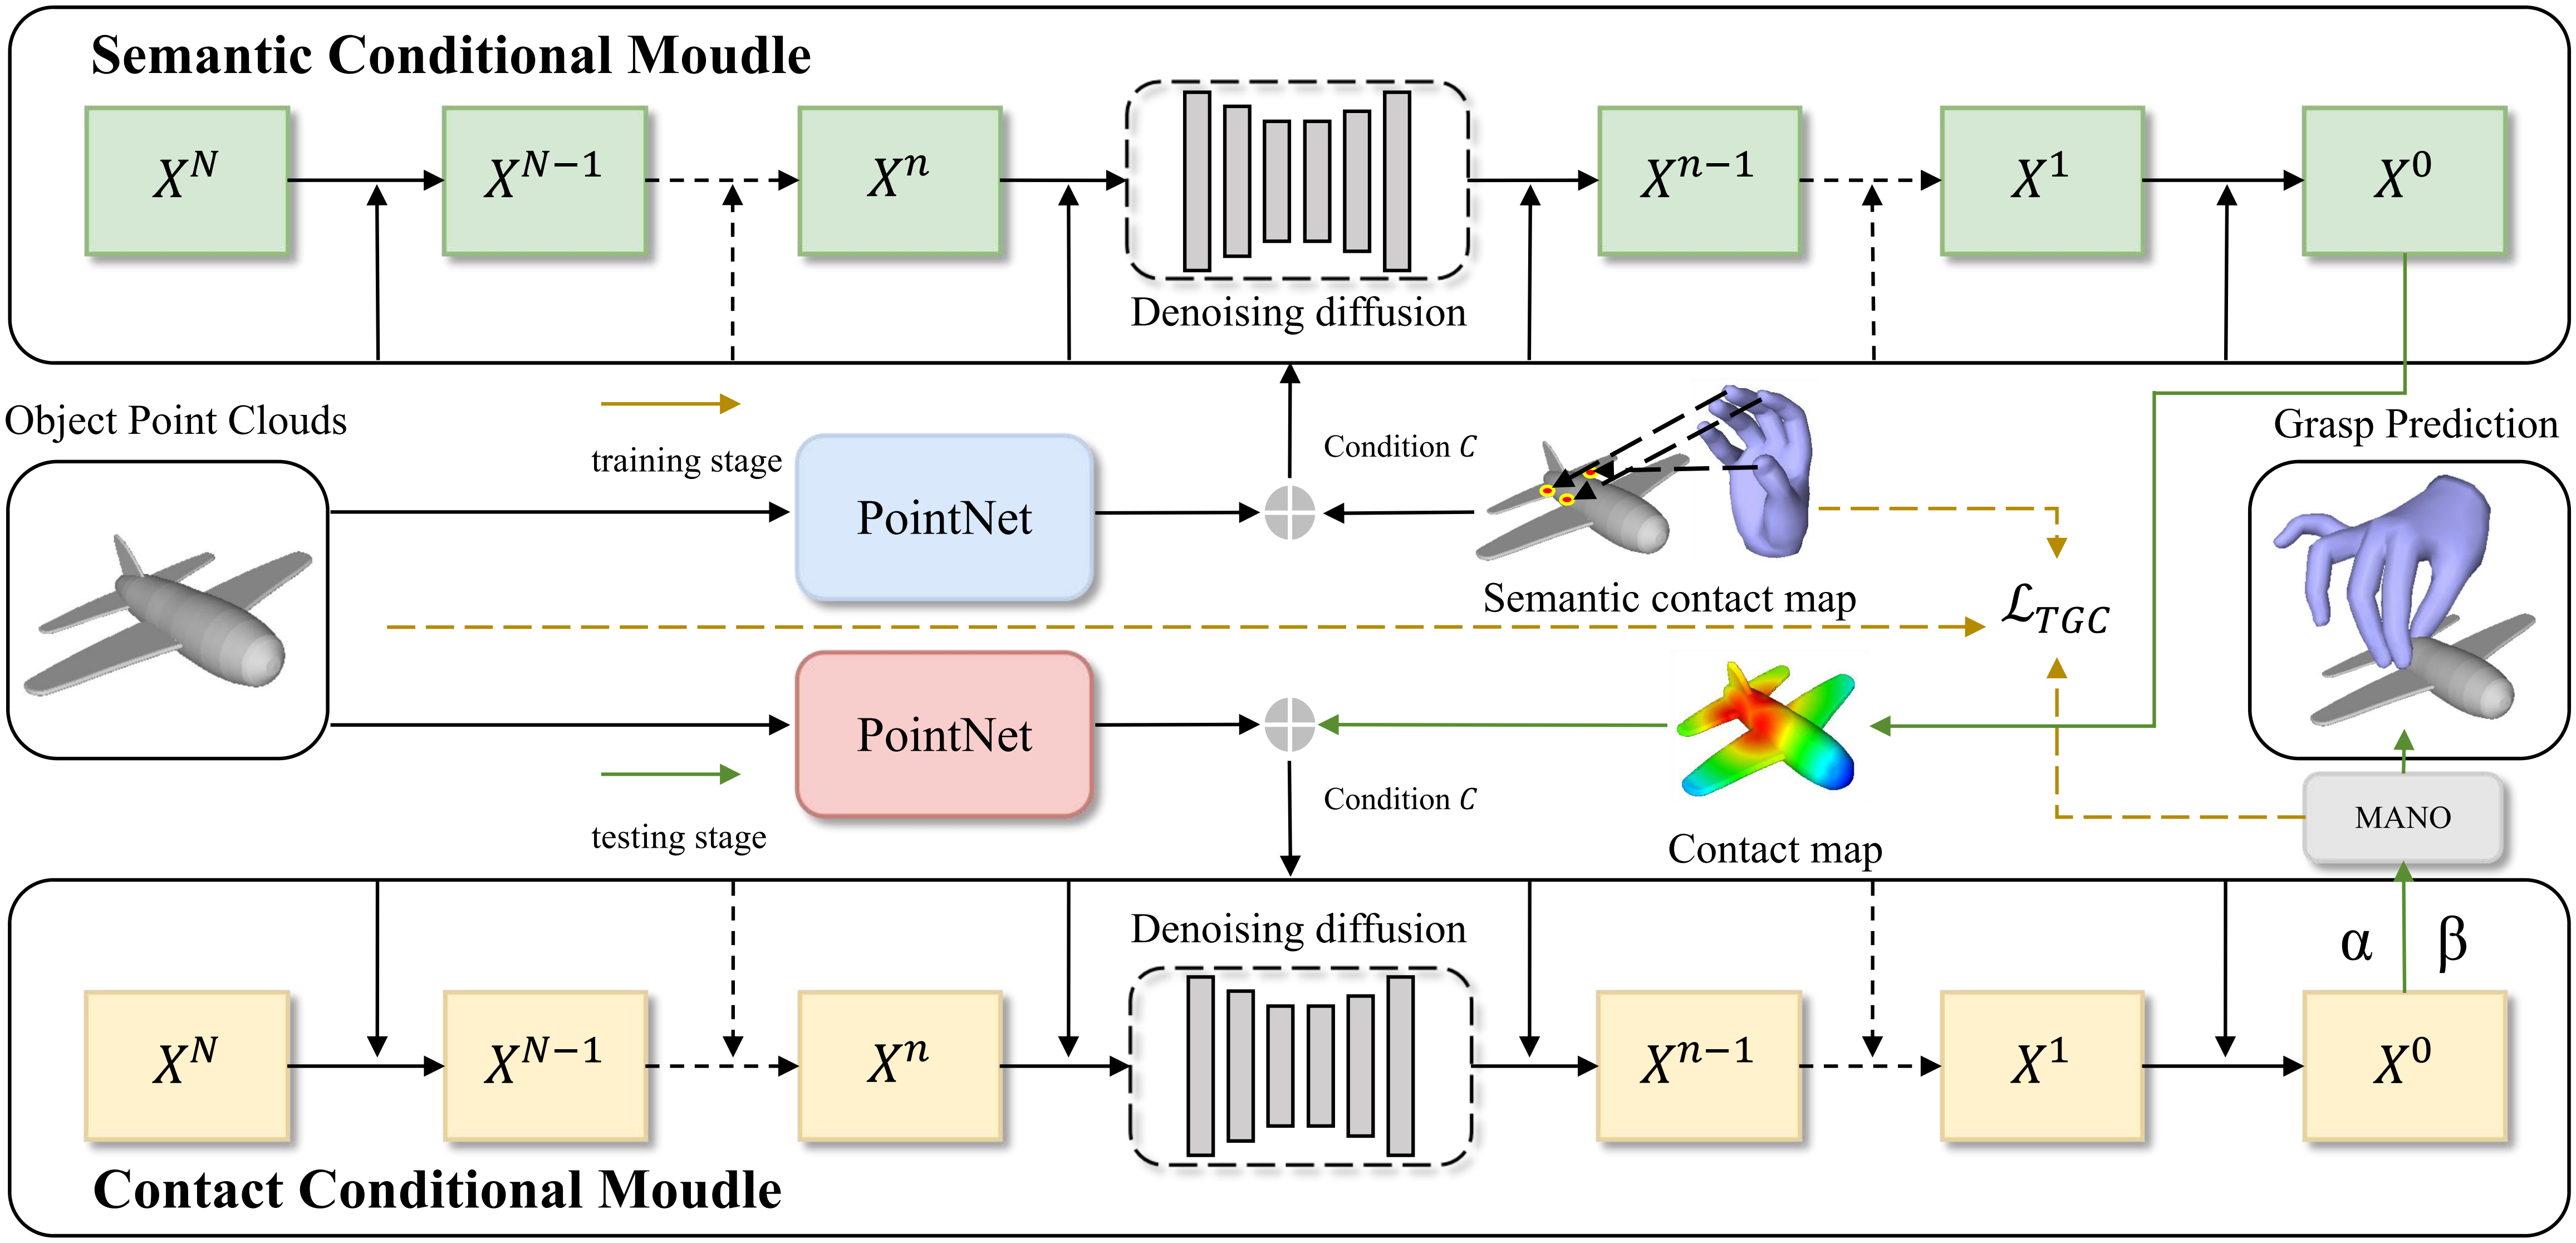 Semantic Conditional Moudle
X^N
X^{N−1}
X^n
X^{n−1}
X^1
X^0
Denoising diffusion
Object Point Clouds
training stage
PointNet
Condition C
Semantic contact map
Grasp Prediction
ℒ_{TGC}
PointNet
testing stage
Condition C
Contact map
MANO
Denoising diffusion
α β
X^N
X^{N−1}
X^n
X^{n−1}
X^1
X^0
Contact Conditional Moudle